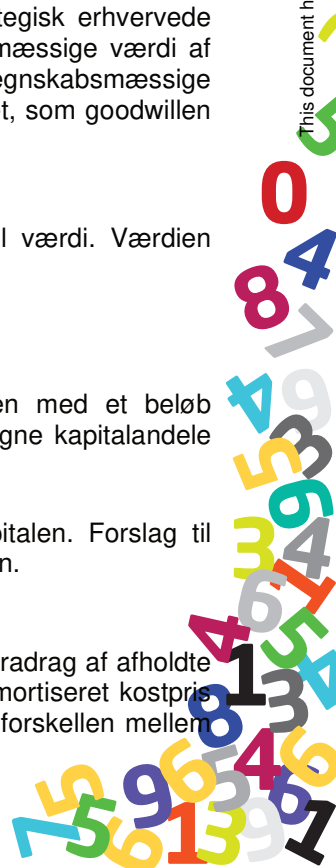 tegisk erhvervede
mæssige værdi af
egnskabsmæssige
et, som goodwillen
l værdi. Værdien
en med et beløb
gne kapitalandele
pitalen. Forslag til
n.
radrag af afholdte
mortiseret kostpris
forskellen mellem
This document h
0
4
8
7
4
9
3
5
6
3
4
1
6
4
5
1
3
4
8
5
4
6
6
9
5
7
5
6
1
3
9
6
1